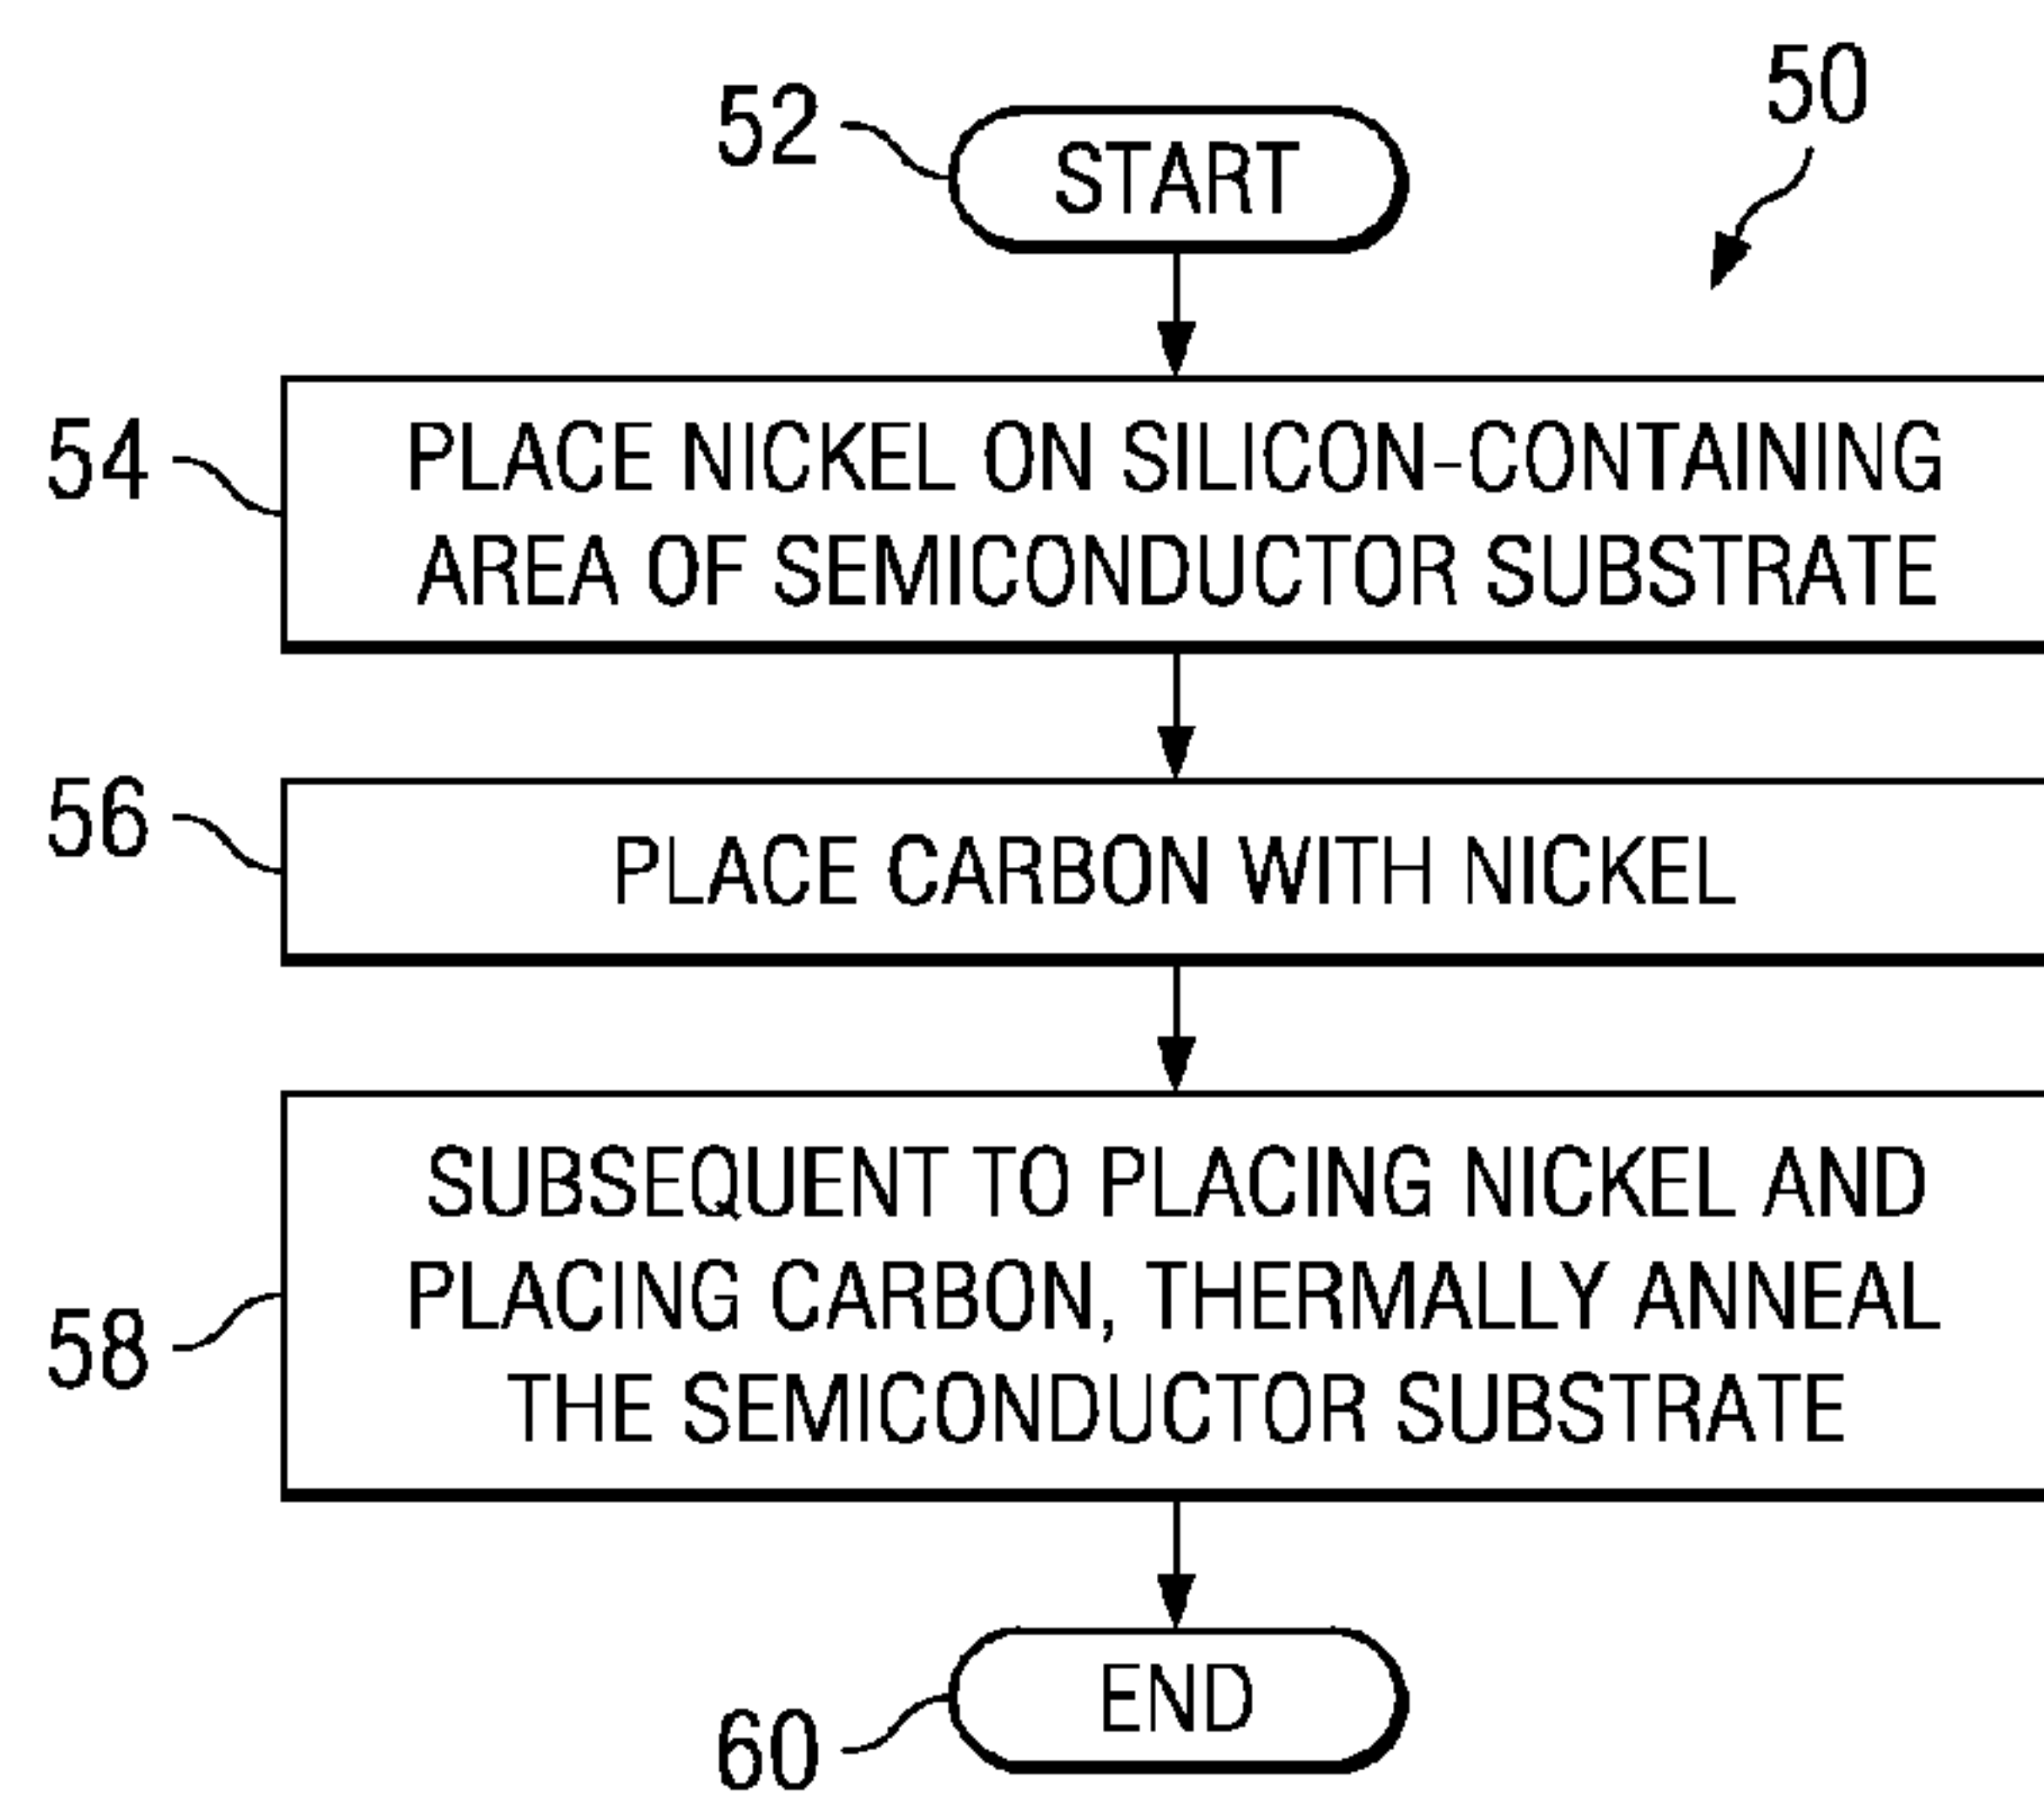 50
52
START
54
PLACE NICKEL ON SILICON-CONTAINING
AREA OF SEMICONDUCTOR SUBSTRATE
56
PLACE CARBON WITH NICKEL
58
SUBSEQUENT TO PLACING NICKEL AND
PLACING CARBON, THERMALLY ANNEAL
THE SEMICONDUCTOR SUBSTRATE
60
END